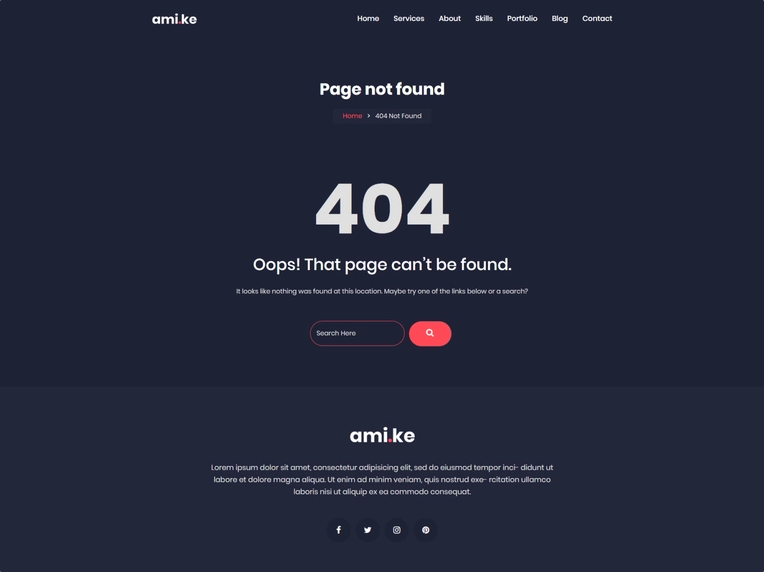 ami.ke
Home Services About Skills Portfolio Blog Contact
Page not found
Home > 404 Not Found
404
Oops! That page can’t be found.
It looks like nothing was found at this location. Maybe try one of the links below or a search?
Search Here
ami.ke
Lorem ipsum dolor sit amet, consectetur adipisicing elit, sed do eiusmod tempor inci- didunt ut
labore et dolore magna aliqua. Ut enim ad minim veniam, quis nostrud exe- rcitation ullamco
laboris nisi ut aliquip ex ea commodo consequat.